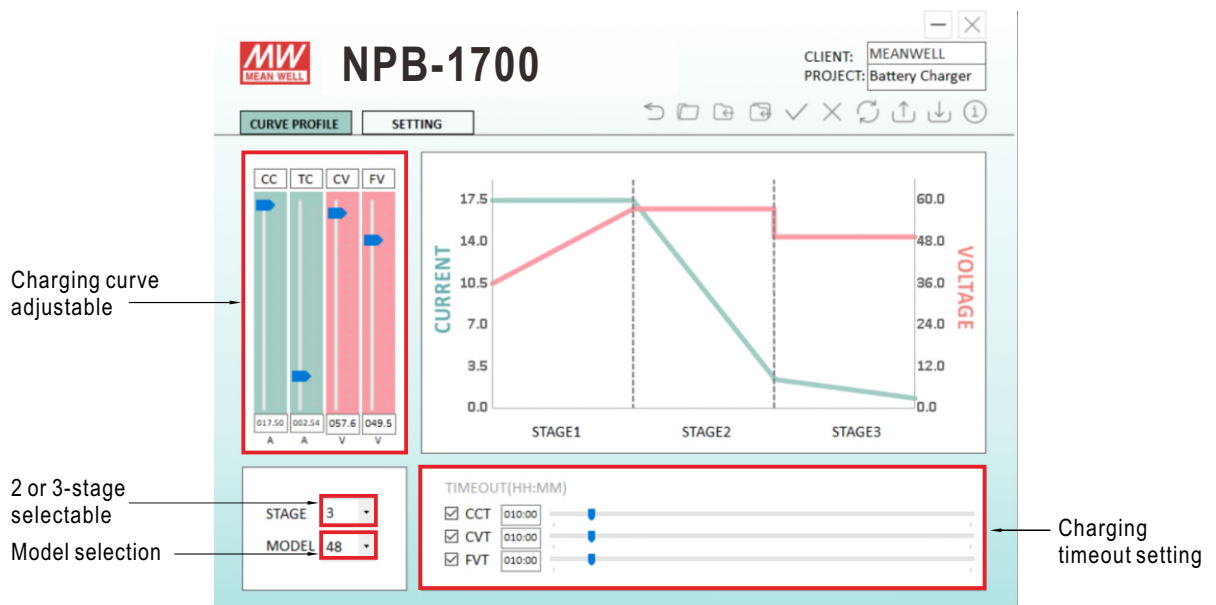 MW
MEAN WELL
NPB-1700
CLIENT: MEANWELL
PROJECT: Battery Charger
CURVE PROFILE
SETTING
CC TC CV FV
017.50 002.54 057.6 049.5
A A V V
Charging curve
adjustable
CURRENT
17.5
14.0
10.5
7.0
3.5
0.0
60.0
48.0
36.0
24.0
12.0
0.0
VOLTAGE
STAGE1 STAGE2 STAGE3
2 or 3-stage
selectable
Model selection
STAGE 3
MODEL 48
TIMEOUT(HH:MM)
CCT 010:00
CVT 010:00
FVT 010:00
Charging
timeout setting